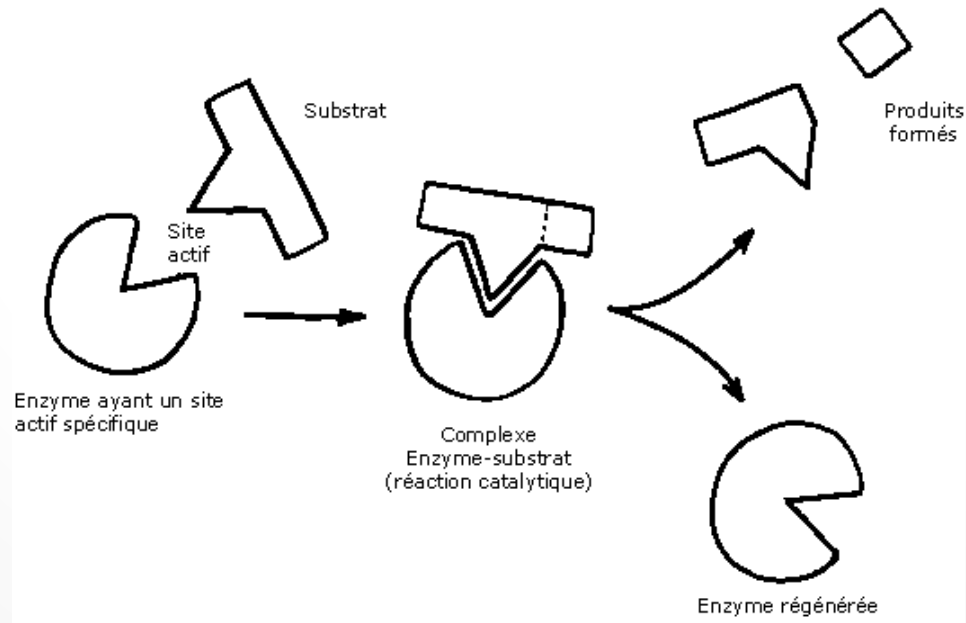 Substrat
Site
actif
Enzyme ayant un site
actif spécifique
Complexe
Enzyme-substrat
(réaction catalytique)
Produits
formés
Enzyme régénérée